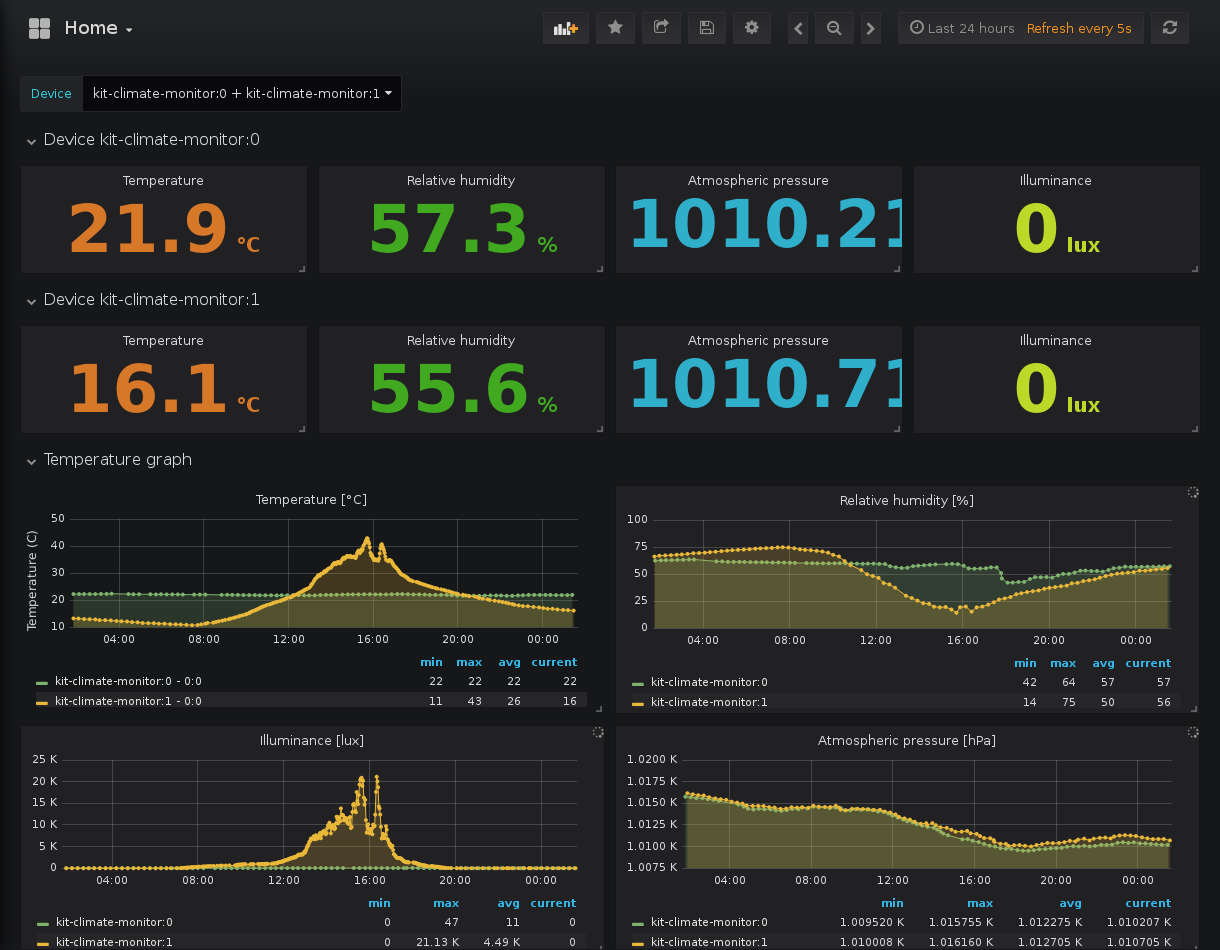 Home
Last 24 hours Refresh every 5s
Device kit-climate-monitor:0 + kit-climate-monitor:1
Device kit-climate-monitor:0
Temperature Relative humidity Atmospheric pressure Illuminance
21.9 °C 57.3 % 1010.21 0 lux
Device kit-climate-monitor:1
Temperature Relative humidity Atmospheric pressure Illuminance
16.1 °C 55.6 % 1010.71 0 lux
Temperature graph
Temperature [°C]
Temperature (C)
50
40
30
20
10
04:00 08:00 12:00 16:00 20:00 00:00
min max avg current
kit-climate-monitor:0 - 0:0 22 22 22 22
kit-climate-monitor:1 - 0:0 11 43 26 16
Relative humidity [%]
100
75
50
25
0
04:00 08:00 12:00 16:00 20:00 00:00
min max avg current
kit-climate-monitor:0 42 64 57 57
kit-climate-monitor:1 14 75 50 56
Illuminance [lux]
25 K
20 K
15 K
10 K
5 K
0
04:00 08:00 12:00 16:00 20:00 00:00
min max avg current
kit-climate-monitor:0 0 47 11 0
kit-climate-monitor:1 0 21.13 K 4.49 K 0
Atmospheric pressure [hPa]
1.0200 K
1.0175 K
1.0150 K
1.0125 K
1.0100 K
1.0075 K
04:00 08:00 12:00 16:00 20:00 00:00
min max avg current
kit-climate-monitor:0 1.009520 K 1.015755 K 1.012275 K 1.010207 K
kit-climate-monitor:1 1.010008 K 1.016160 K 1.012705 K 1.010705 K